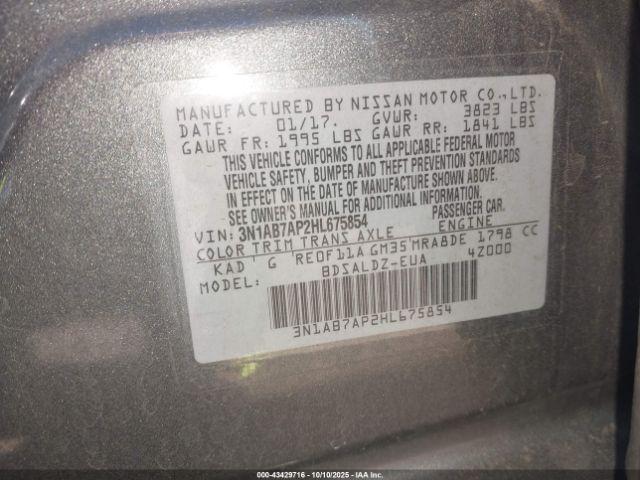 MANUFACTURED BY NISSAN MOTOR CO.,LTD.
DATE: 01/17. GVWR: 3823 LBS
GAWR FR: 1995 LBS GAWR RR: 1841 LBS
THIS VEHICLE CONFORMS TO ALL APPLICABLE FEDERAL MOTOR
VEHICLE SAFETY, BUMPER AND THEFT PREVENTION STANDARDS
IN EFFECT ON THE DATE OF MANUFACTURE SHOWN ABOVE.
SEE OWNER'S MANUAL FOR ADDITIONAL INFORMATION.
VIN: 3N1AB7AP2HL675854 PASSENGER CAR.
COLOR TRIM TRANS AXLE ENGINE
KAD G RE0F11A GM35 MRA8DE 1798 CC
MODEL: BDSALDZ-EUA 4Z000
3N1AB7AP2HL675854
000-43429716 | 10/10/2025 | IAA Inc.